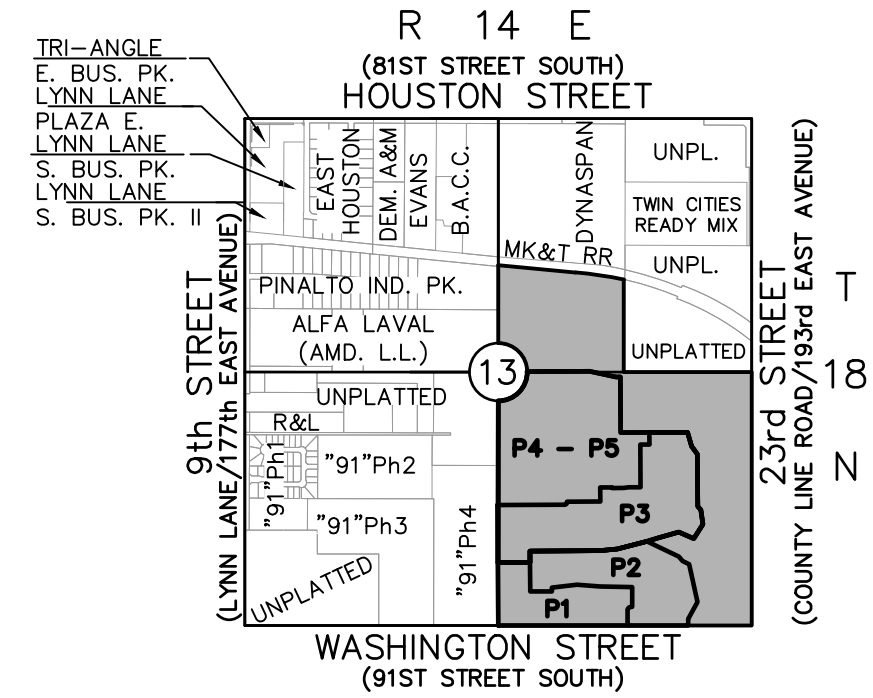 R 14 E
(81ST STREET SOUTH)
HOUSTON STREET
TRI-ANGLE
E. BUS. PK.
LYNN LANE
PLAZA E.
LYNN LANE
S. BUS. PK.
LYNN LANE
S. BUS. PK. II
EAST
HOUSTON
DEM. A&M
EVANS
B.A.C.C.
DYNASPAN
UNPL.
TWIN CITIES
READY MIX
UNPL.
MK&T RR
PINALTO IND. PK.
ALFA LAVAL
(AMD. L.L.)
UNPLATTED
13
9th STREET
(LYNN LANE/177th EAST AVENUE)
23rd STREET
(COUNTY LINE ROAD/193rd EAST AVENUE)
T
18
N
UNPLATTED
R&L
"91"Ph1
"91"Ph2
"91"Ph3
"91"Ph4
UNPLATTED
P4 - P5
P3
P2
P1
WASHINGTON STREET
(91ST STREET SOUTH)